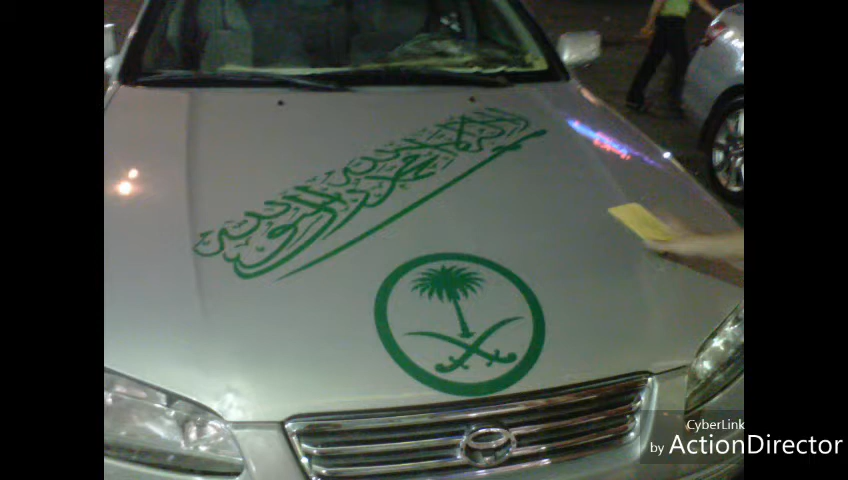 لا إله إلا الله محمد رسول الله
CyberLink
by ActionDirector